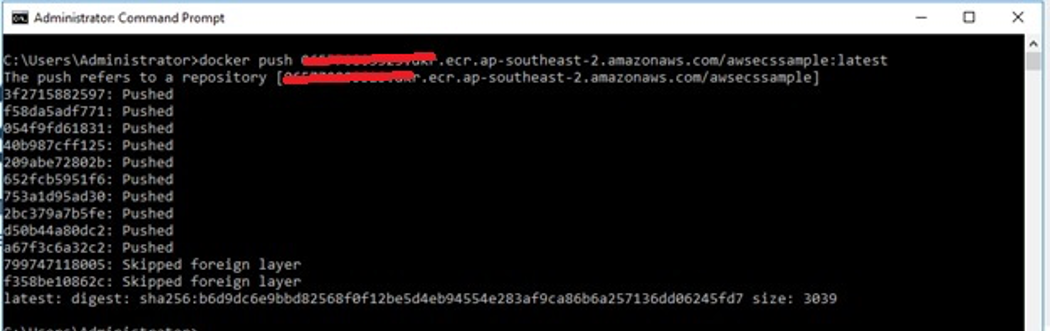 Administrator: Command Prompt
C:\Users\Administrator>docker push .ecr.ap-southeast-2.amazonaws.com/awsecssample:latest
The push refers to a repository [.ecr.ap-southeast-2.amazonaws.com/awsecssample]
3f2715882597: Pushed
f58da5adf771: Pushed
054f9fd61831: Pushed
40b987cff125: Pushed
209abe72802b: Pushed
652fcb5951f6: Pushed
753a1d95ad30: Pushed
2bc379a7b5fe: Pushed
d50b44a80dc2: Pushed
a67f3c6a32c2: Pushed
799747118005: Skipped foreign layer
f358be10862c: Skipped foreign layer
latest: digest: sha256:b6d9dc6e9bbd82568f0f12be5d4eb94554e283af9ca86b6a257136dd06245fd7 size: 3039
C:\Users\Administrator>